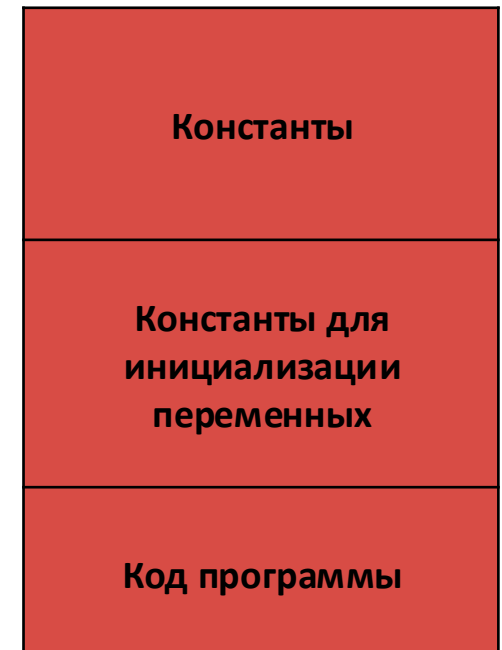 Константы
Константы для
инициализации
переменных
Код программы